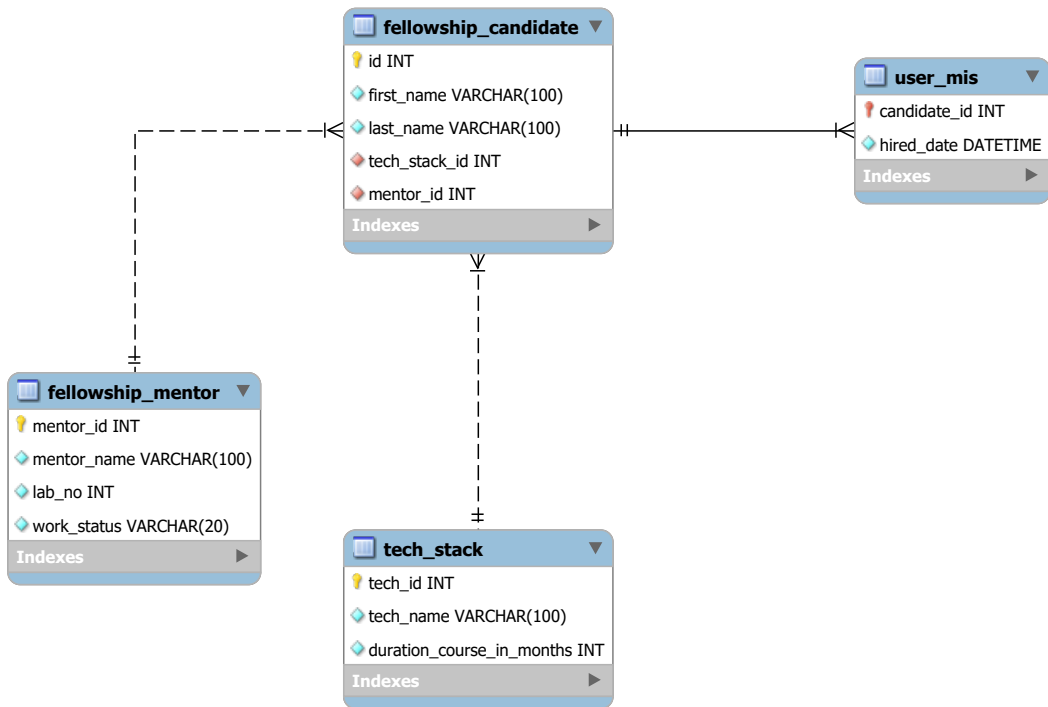 fellowship_candidate
id INT
first_name VARCHAR(100)
last_name VARCHAR(100)
tech_stack_id INT
mentor_id INT
Indexes
user_mis
candidate_id INT
hired_date DATETIME
Indexes
fellowship_mentor
mentor_id INT
mentor_name VARCHAR(100)
lab_no INT
work_status VARCHAR(20)
Indexes
tech_stack
tech_id INT
tech_name VARCHAR(100)
duration_course_in_months INT
Indexes